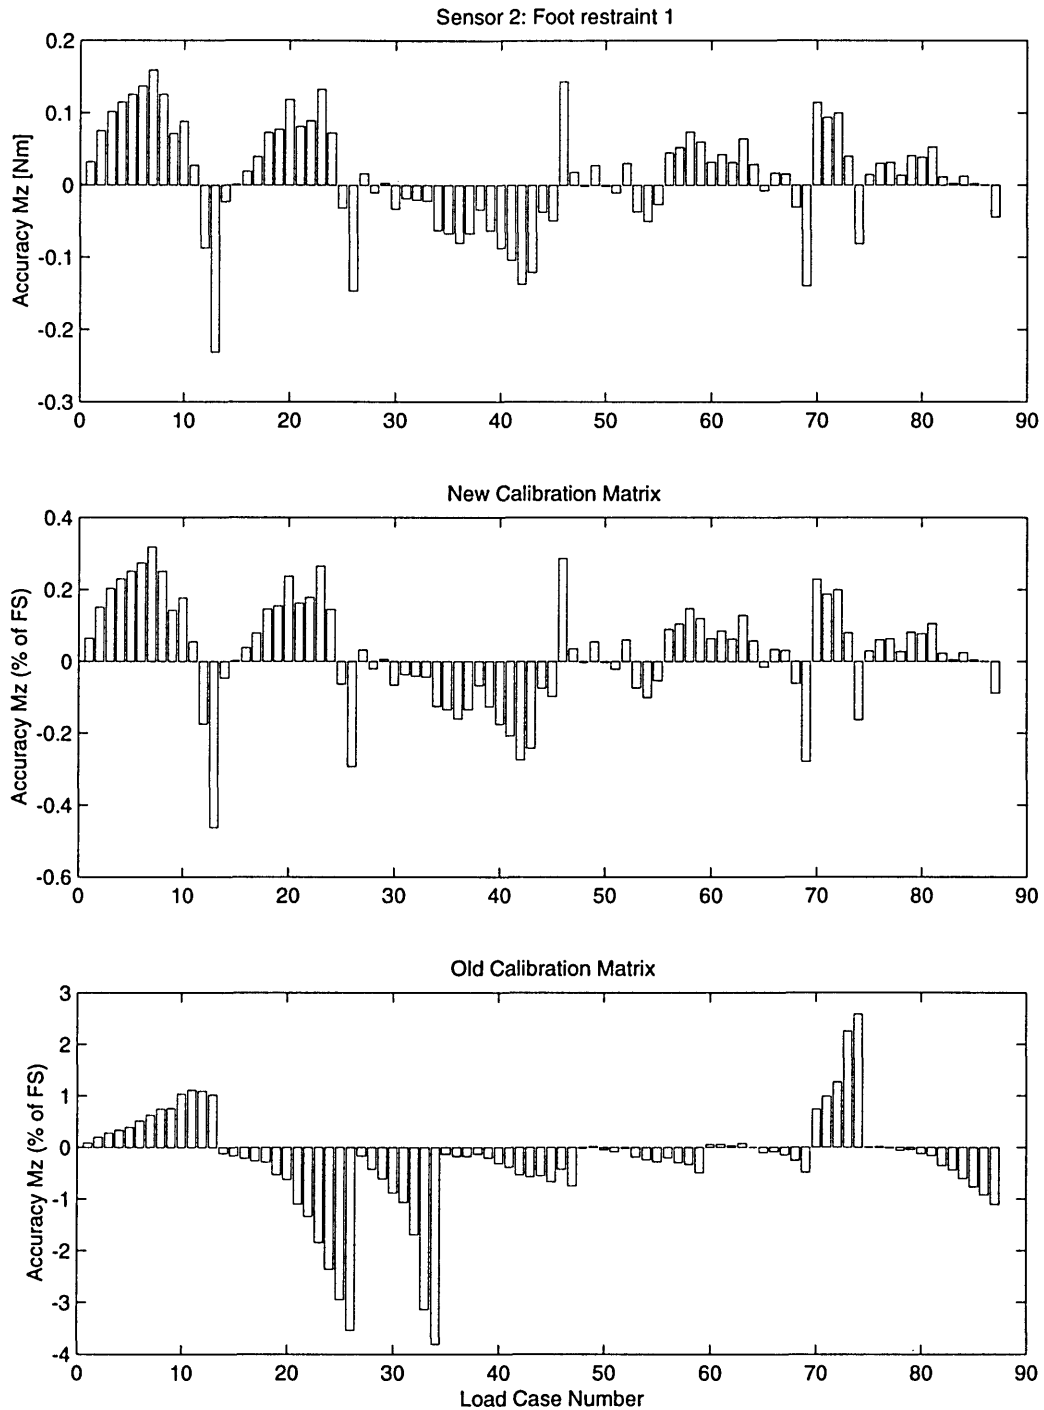 Sensor 2: Foot restraint 1
0.2
0.1
0
-0.1
-0.2
-0.3
Accuracy Mz [Nm]
0 10 20 30 40 50 60 70 80 90
New Calibration Matrix
0.4
0.2
0
-0.2
-0.4
-0.6
Accuracy Mz (% of FS)
0 10 20 30 40 50 60 70 80 90
Old Calibration Matrix
3
2
1
0
-1
-2
-3
-4
Accuracy Mz (% of FS)
0 10 20 30 40 50 60 70 80 90
Load Case Number